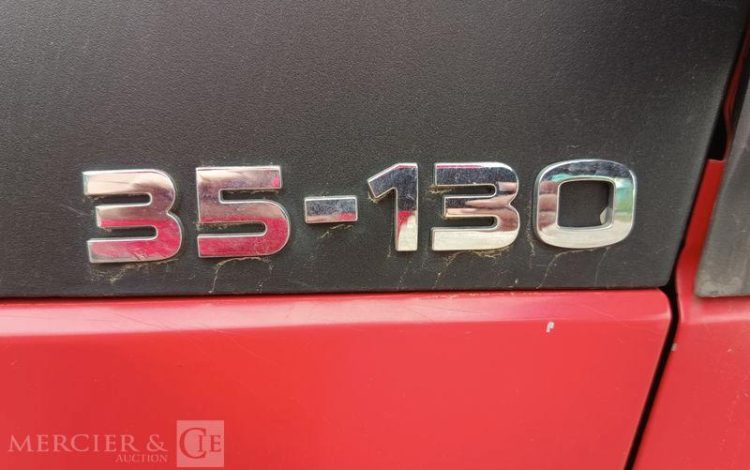 35-130
MERCIER & CIE
AUCTION